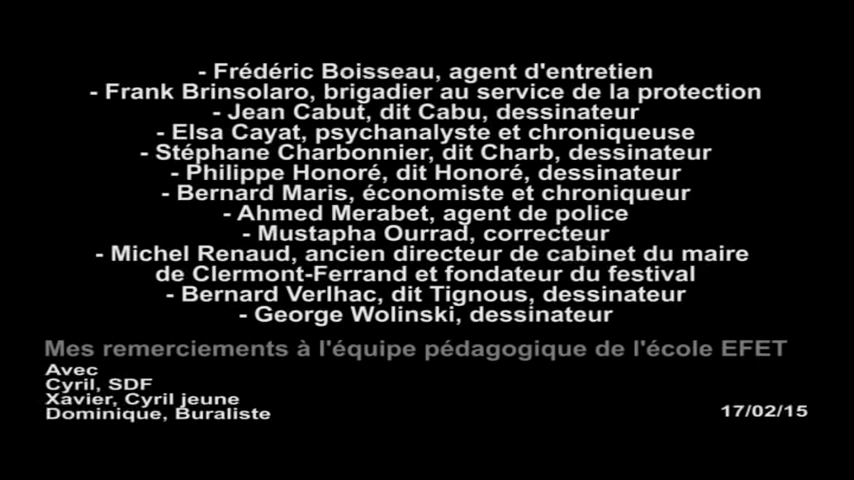 - Frédéric Boisseau, agent d'entretien
- Frank Brinsolaro, brigadier au service de la protection
- Jean Cabut, dit Cabu, dessinateur
- Elsa Cayat, psychanalyste et chroniqueuse
- Stéphane Charbonnier, dit Charb, dessinateur
- Philippe Honoré, dit Honoré, dessinateur
- Bernard Maris, économiste et chroniqueur
- Ahmed Merabet, agent de police
- Mustapha Ourrad, correcteur
- Michel Renaud, ancien directeur de cabinet du maire
de Clermont-Ferrand et fondateur du festival
- Bernard Verlhac, dit Tignous, dessinateur
- George Wolinski, dessinateur
Mes remerciements à l'équipe pédagogique de l'école EFET
Avec
Cyril, SDF
Xavier, Cyril jeune
Dominique, Buraliste
17/02/15